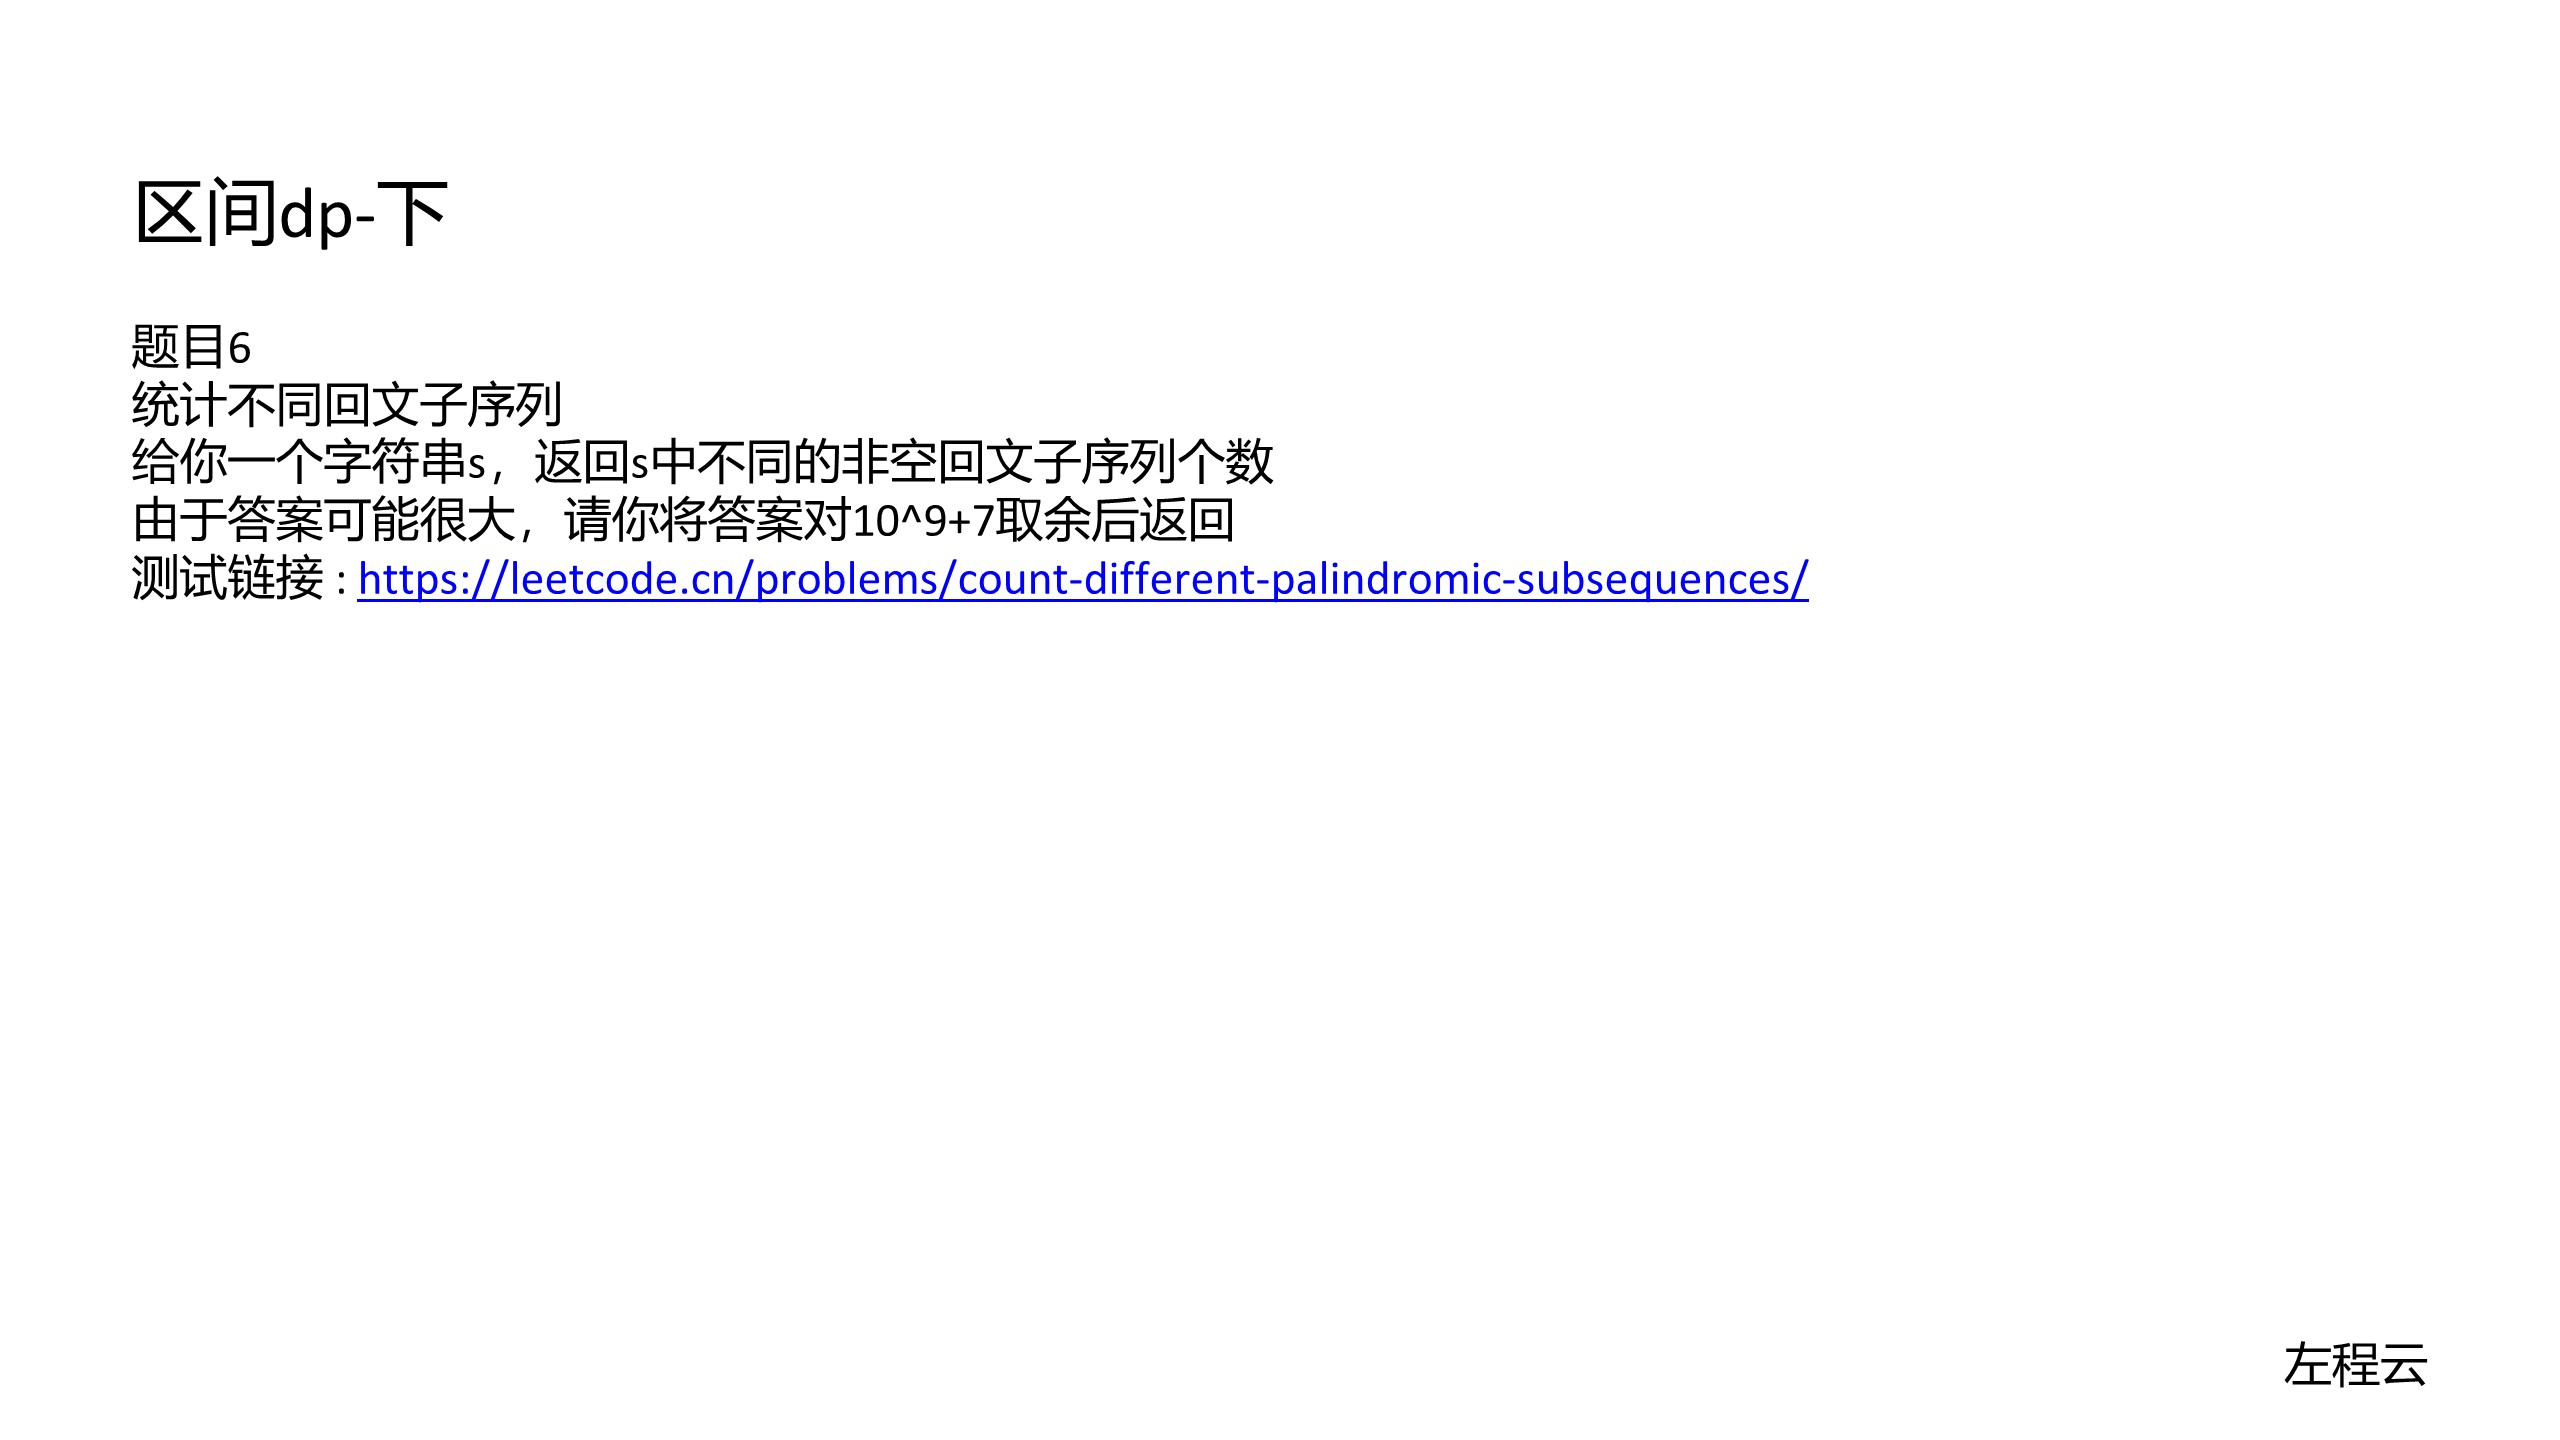 区间dp-下
题目6
统计不同回文子序列
给你一个字符串s，返回s中不同的非空回文子序列个数
由于答案可能很大，请你将答案对10^9+7取余后返回
测试链接 : https://leetcode.cn/problems/count-different-palindromic-subsequences/
左程云